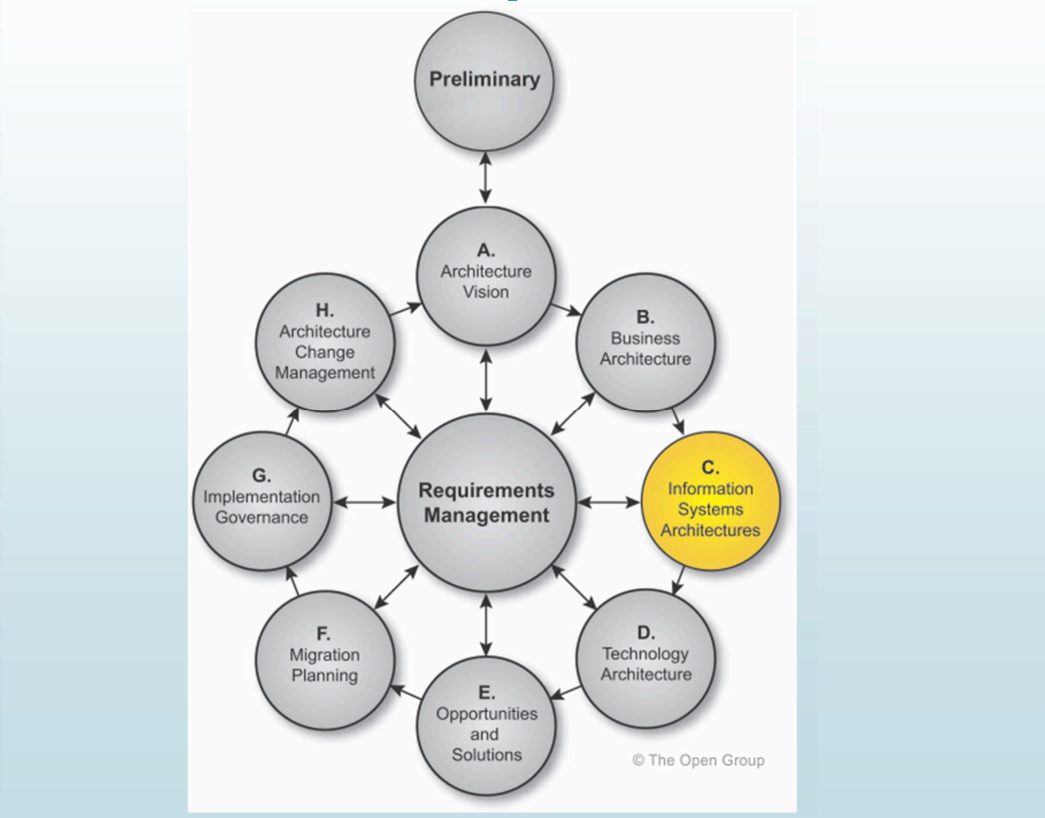 Preliminary
A.
Architecture
Vision
B.
Business
Architecture
C.
Information
Systems
Architectures
D.
Technology
Architecture
E.
Opportunities
and
Solutions
F.
Migration
Planning
G.
Implementation
Governance
H.
Architecture
Change
Management
Requirements
Management
© The Open Group